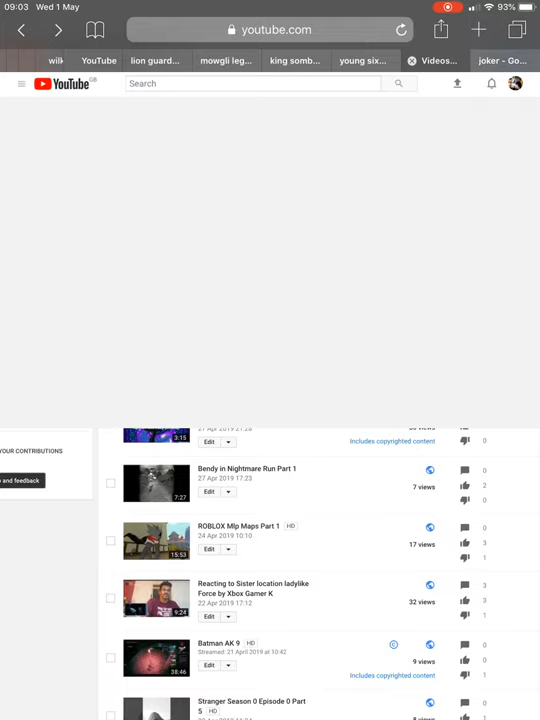 09:03 Wed 1 May
93%
youtube.com
YouTube
lion guard...
mowgli leg...
king somb...
young six...
Videos...
joker - Go...
YouTube GB
Search
3:15
Edit
Includes copyrighted content
0
YOUR CONTRIBUTIONS
and feedback
7:27
Bendy in Nightmare Run Part 1
27 Apr 2019 17:23
Edit
7 views
0
2
0
15:53
ROBLOX Mlp Maps Part 1 HD
24 Apr 2019 10:10
Edit
17 views
0
3
1
9:24
Reacting to Sister location ladylike
Force by Xbox Gamer K
22 Apr 2019 17:12
Edit
32 views
3
3
1
38:46
Batman AK 9 HD
Streamed: 21 April 2019 at 10:42
Edit
9 views
Includes copyrighted content
0
0
1
Stranger Season 0 Episode 0 Part
5 HD